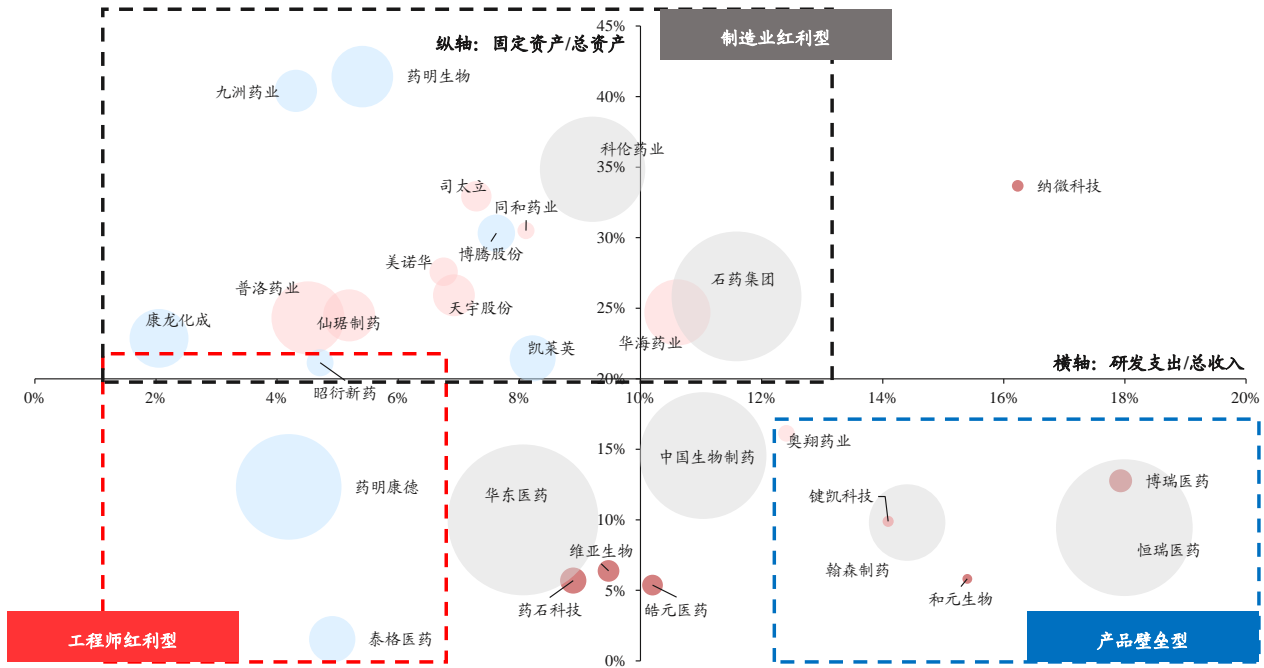 45%
纵轴：固定资产/总资产
制造业红利型
九洲药业
药明生物
40%
科伦药业
35%
司太立
纳微科技
同和药业
30%
博腾股份
美诺华
石药集团
普洛药业
25%
天宇股份
康龙化成
仙琚制药
华海药业
凯莱英
横轴：研发支出/总收入
20%
昭衍新药
0%
2%
4%
6%
8%
10%
12%
14%
16%
18%
20%
奥翔药业
15%
中国生物制药
药明康德
华东医药
博瑞医药
键凯科技
10%
恒瑞医药
维亚生物
翰森制药
5%
药石科技
皓元医药
和元生物
工程师红利型
泰格医药
产品壁垒型
0%